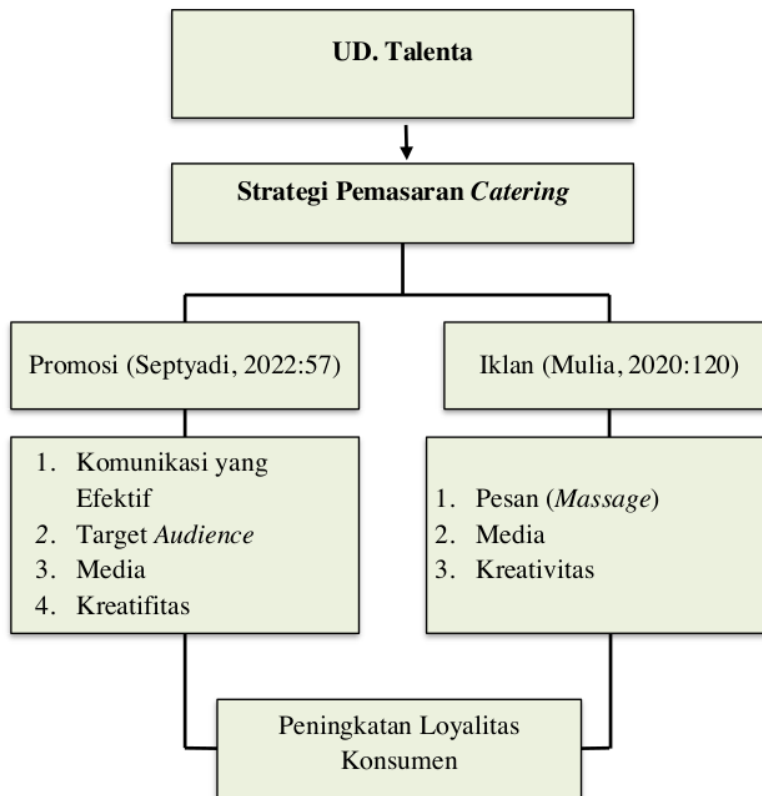 UD. Talenta
Strategi Pemasaran Catering
Promosi (Septyadi, 2022:57)
Iklan (Mulia, 2020:120)
1. Komunikasi yang
Efektif
2. Target Audience
3. Media
4. Kreatifitas
1. Pesan (Massage)
2. Media
3. Kreativitas
Peningkatan Loyalitas
Konsumen